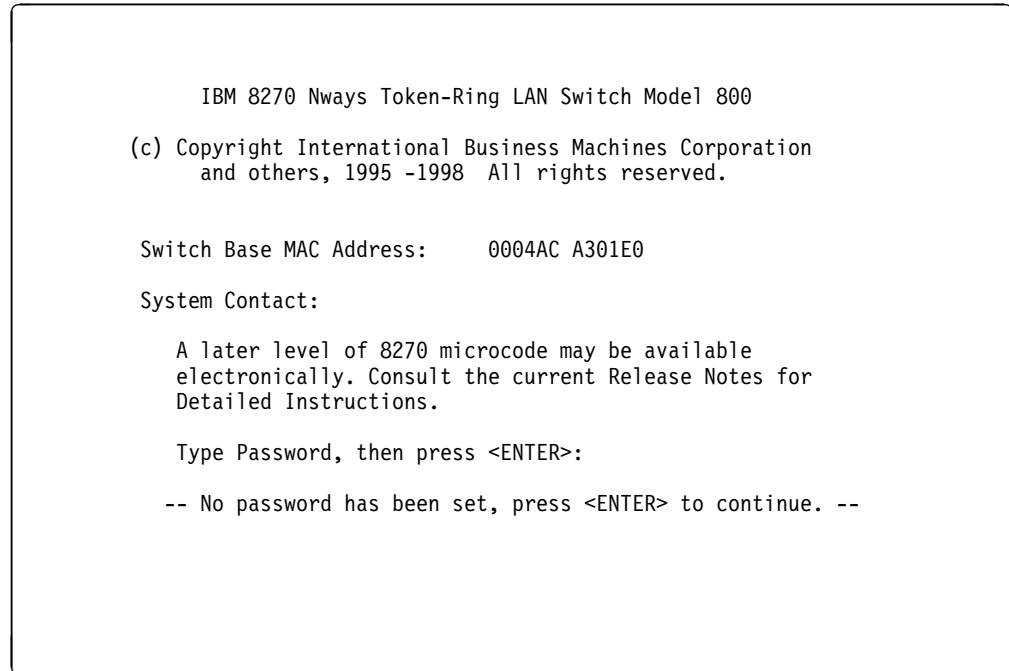 IBM 8270 Nways Token-Ring LAN Switch Model 800
(c) Copyright International Business Machines Corporation
and others, 1995 -1998 All rights reserved.
Switch Base MAC Address: 0004AC A301E0
System Contact:
A later level of 8270 microcode may be available
electronically. Consult the current Release Notes for
Detailed Instructions.
Type Password, then press <ENTER>:
-- No password has been set, press <ENTER> to continue. --